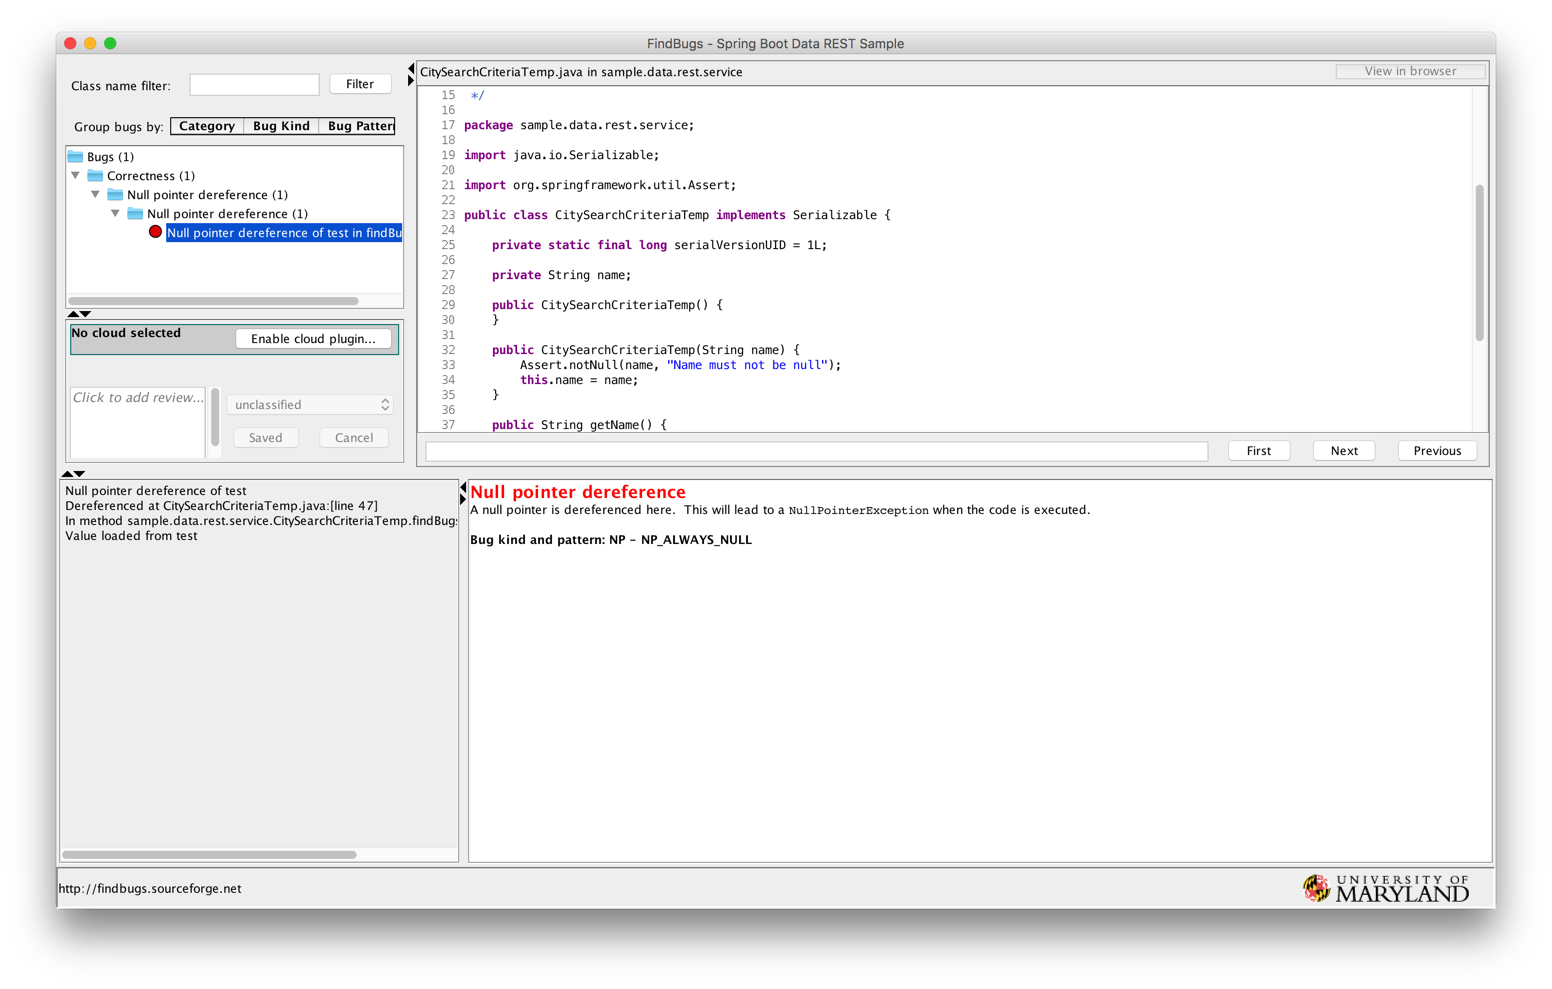 FindBugs - Spring Boot Data REST Sample
Class name filter:
Filter
Group bugs by: Category Bug Kind Bug Pattern
Bugs (1)
Correctness (1)
Null pointer dereference (1)
Null pointer dereference (1)
Null pointer dereference of test in findBu
No cloud selected
Enable cloud plugin...
Click to add review...
unclassified
Saved
Cancel
CitySearchCriteriaTemp.java in sample.data.rest.service
View in browser
15 */
16
17 package sample.data.rest.service;
18
19 import java.io.Serializable;
20
21 import org.springframework.util.Assert;
22
23 public class CitySearchCriteriaTemp implements Serializable {
24
25 private static final long serialVersionUID = 1L;
26
27 private String name;
28
29 public CitySearchCriteriaTemp() {
30 }
31
32 public CitySearchCriteriaTemp(String name) {
33 Assert.notNull(name, "Name must not be null");
34 this.name = name;
35 }
36
37 public String getName() {
First
Next
Previous
Null pointer dereference of test
Dereferenced at CitySearchCriteriaTemp.java:[line 47]
In method sample.data.rest.service.CitySearchCriteriaTemp.findBugs
Value loaded from test
Null pointer dereference
A null pointer is dereferenced here. This will lead to a NullPointerException when the code is executed.
Bug kind and pattern: NP - NP_ALWAYS_NULL
http://findbugs.sourceforge.net
UNIVERSITY OF
MARYLAND